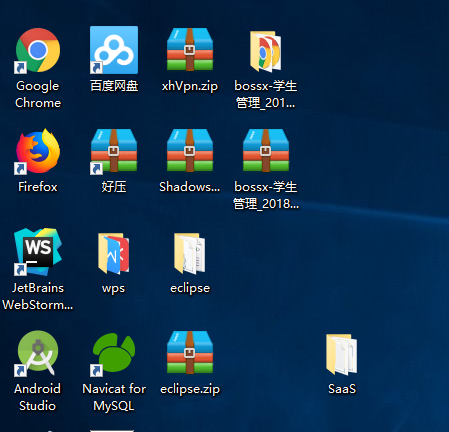 Google
Chrome
百度网盘
xhVpn.zip
bossx-学生
管理_201...
Firefox
好压
Shadows...
bossx-学生
管理_2018...
WS
JetBrains
WebStorm...
wps
eclipse
Android
Studio
Navicat for
MySQL
eclipse.zip
SaaS